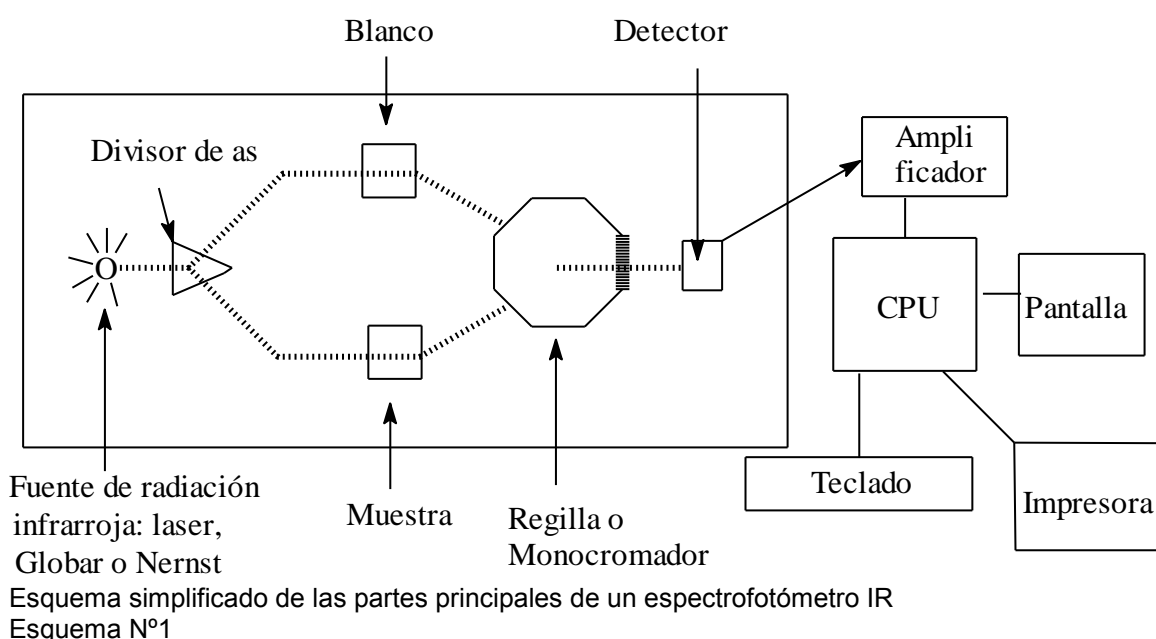 Blanco
Detector
Divisor de as
Ampli
ficador
O
CPU
Pantalla
Teclado
Impresora
Fuente de radiación
infrarroja: laser,
Globar o Nernst
Muestra
Regilla o
Monocromador
Esquema simplificado de las partes principales de un espectrofotómetro IR
Esquema Nº1